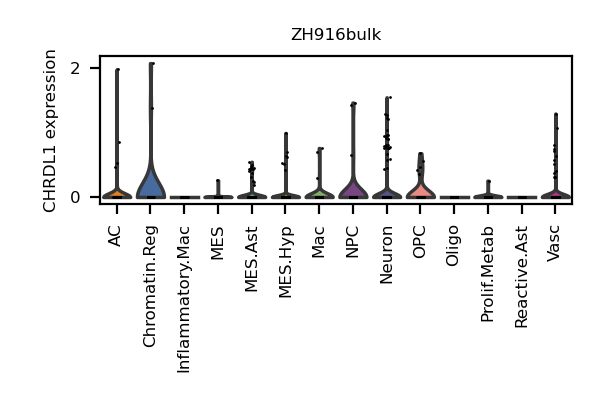 ZH916bulk
CHRDL1 expression
2
0
AC
Chromatin.Reg
Inflammatory.Mac
MES
MES.Ast
MES.Hyp
Mac
NPC
Neuron
OPC
Oligo
Prolif.Metab
Reactive.Ast
Vasc